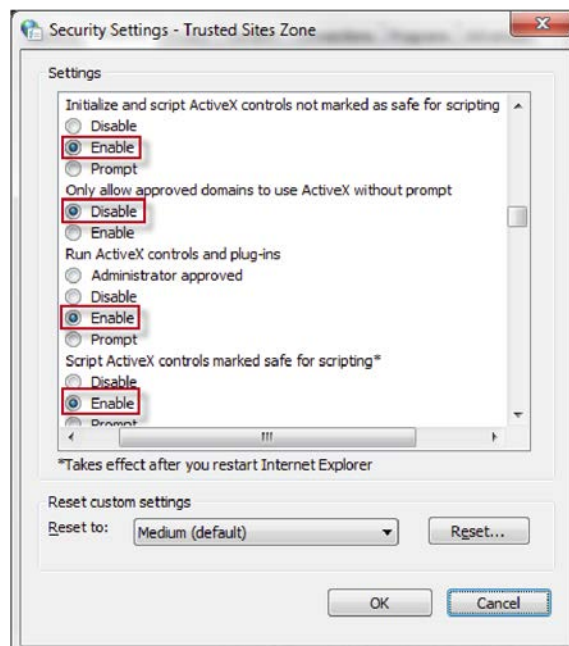 Security Settings - Trusted Sites Zone
Settings
Initialize and script ActiveX controls not marked as safe for scripting
Disable
Enable
Prompt
Only allow approved domains to use ActiveX without prompt
Disable
Enable
Run ActiveX controls and plug-ins
Administrator approved
Disable
Enable
Prompt
Script ActiveX controls marked safe for scripting*
Disable
Enable
Prompt
*Takes effect after you restart Internet Explorer
Reset custom settings
Reset to: Medium (default) Reset...
OK Cancel